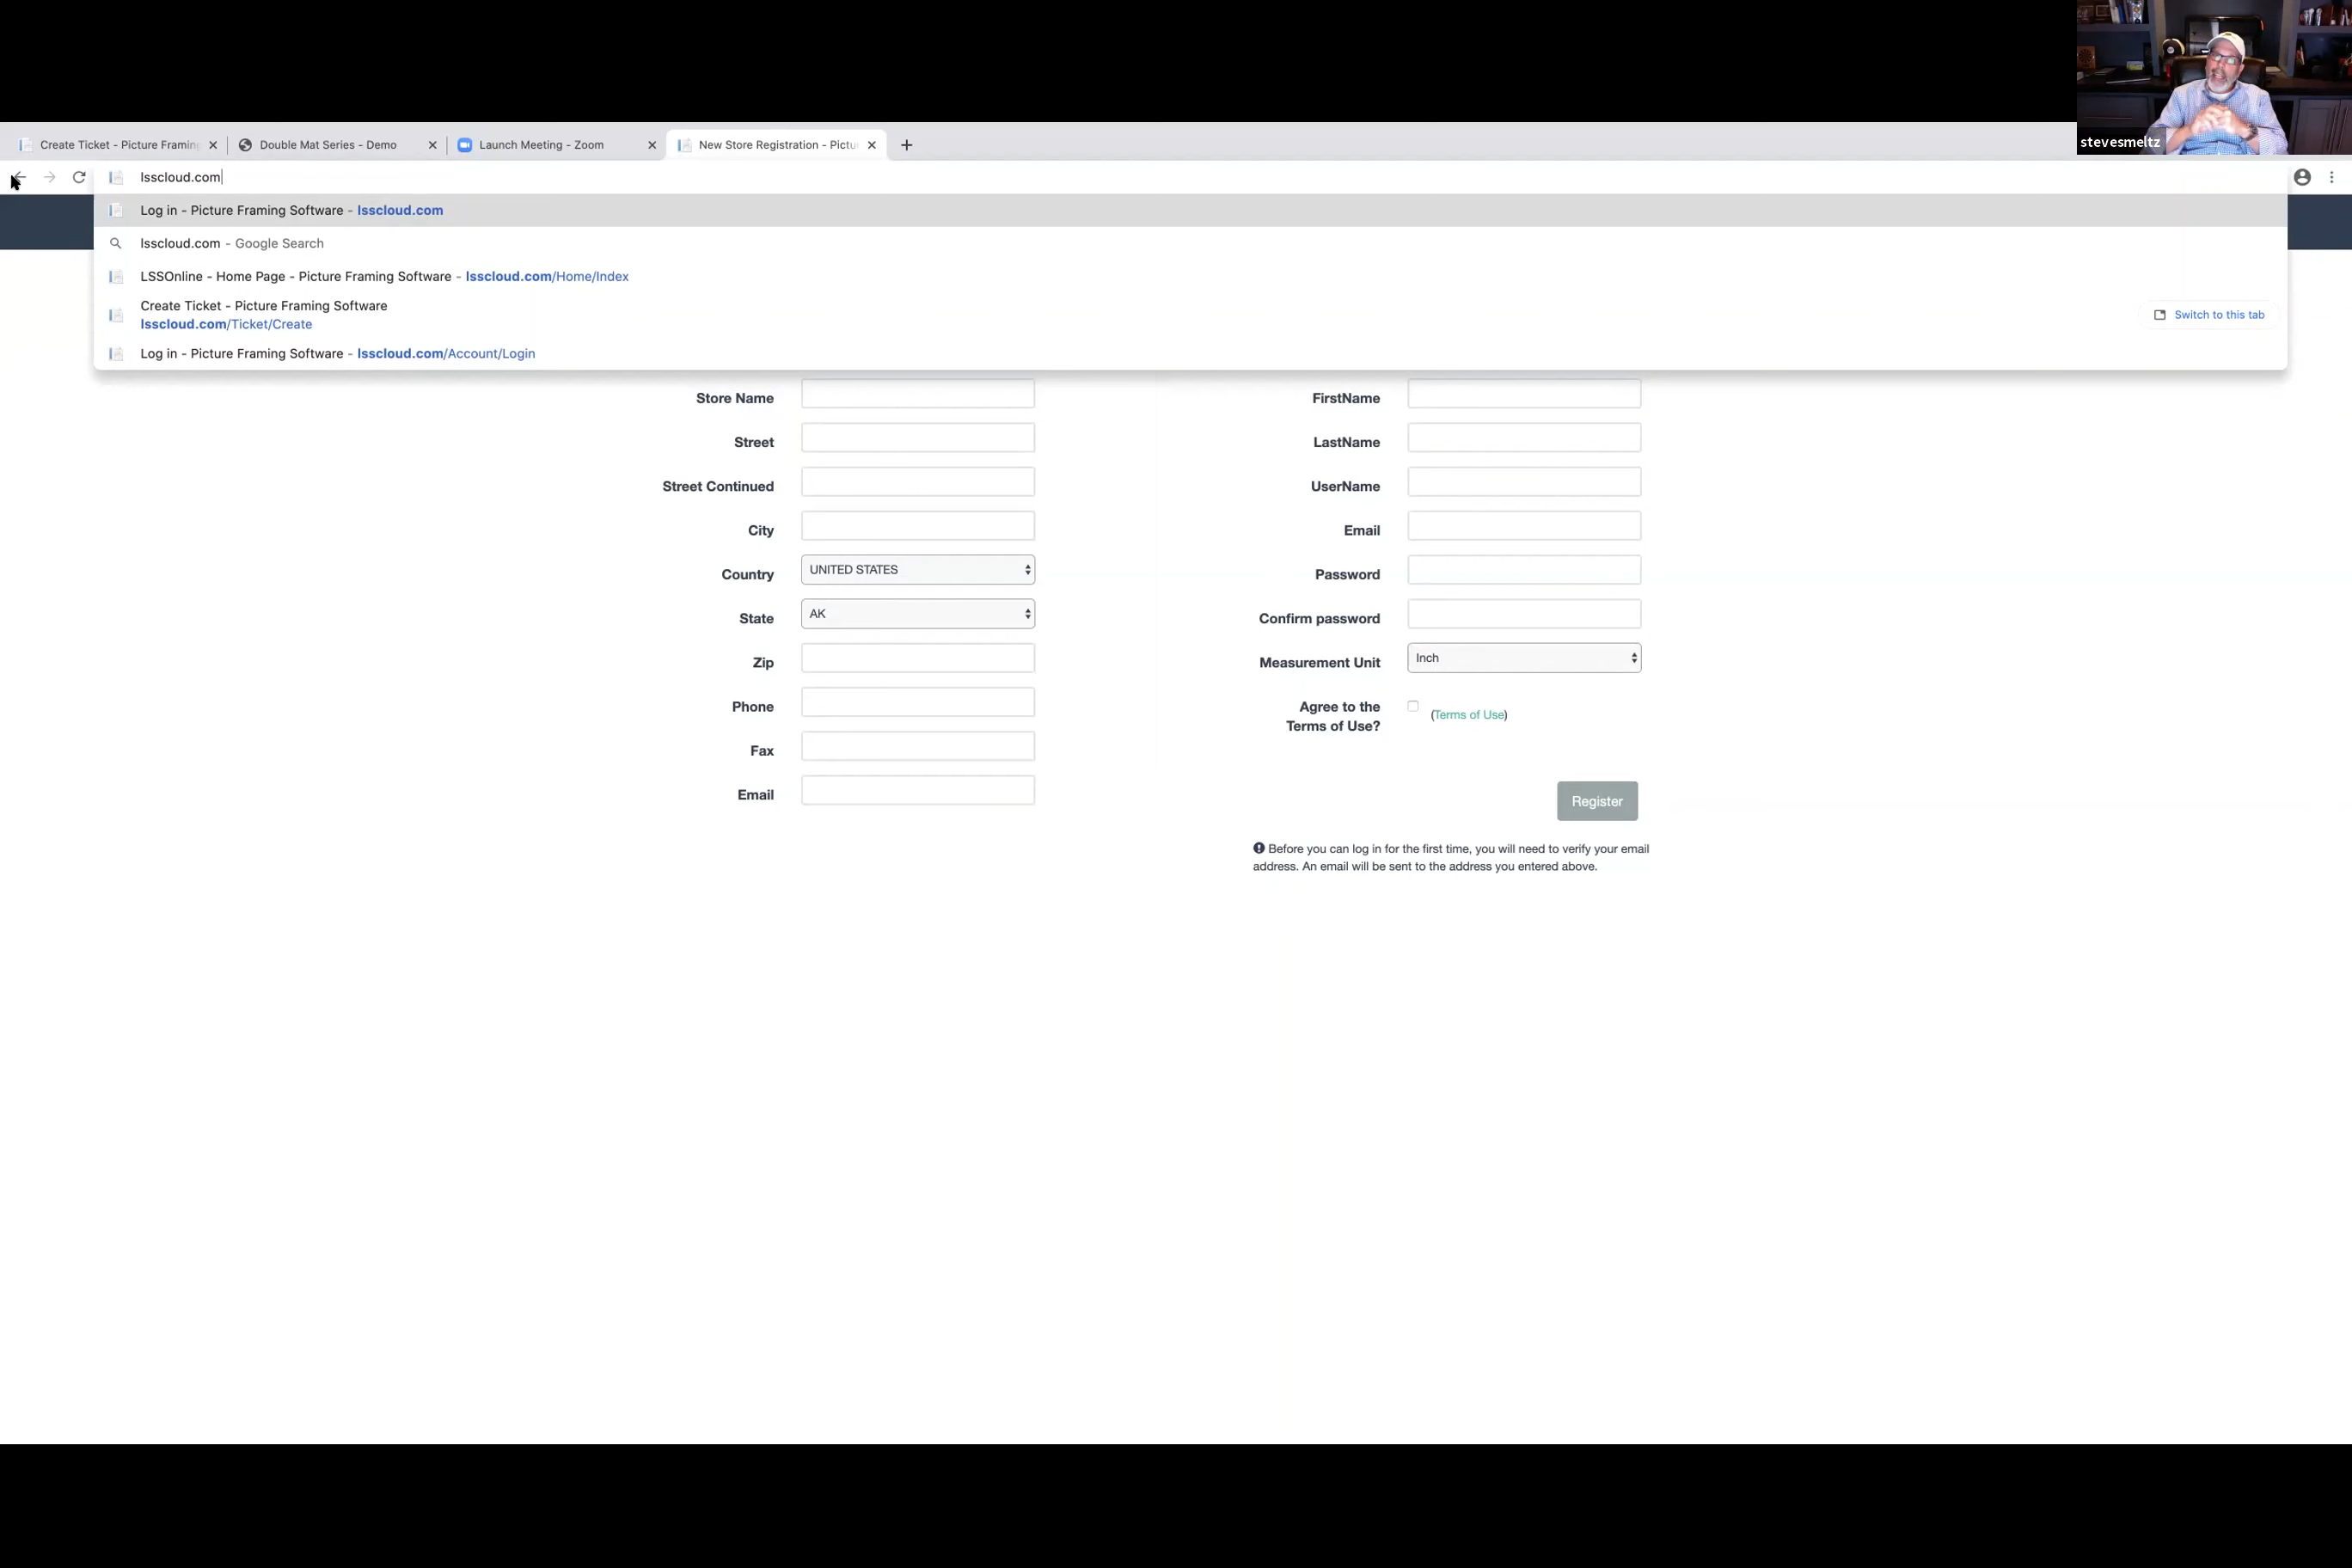 stevesmeltz
Create Ticket - Picture Framing
Double Mat Series - Demo
Launch Meeting - Zoom
New Store Registration - Pictu
lsscloud.com
Log in - Picture Framing Software - lsscloud.com
lsscloud.com - Google Search
LSSOnline - Home Page - Picture Framing Software - lsscloud.com/Home/Index
Create Ticket - Picture Framing Software
lsscloud.com/Ticket/Create
Switch to this tab
Log in - Picture Framing Software - lsscloud.com/Account/Login
Store Name
Street
Street Continued
City
Country UNITED STATES
State AK
Zip
Phone
Fax
Email
FirstName
LastName
UserName
Email
Password
Confirm password
Measurement Unit Inch
Agree to the
Terms of Use?
(Terms of Use)
Register
Before you can log in for the first time, you will need to verify your email
address. An email will be sent to the address you entered above.